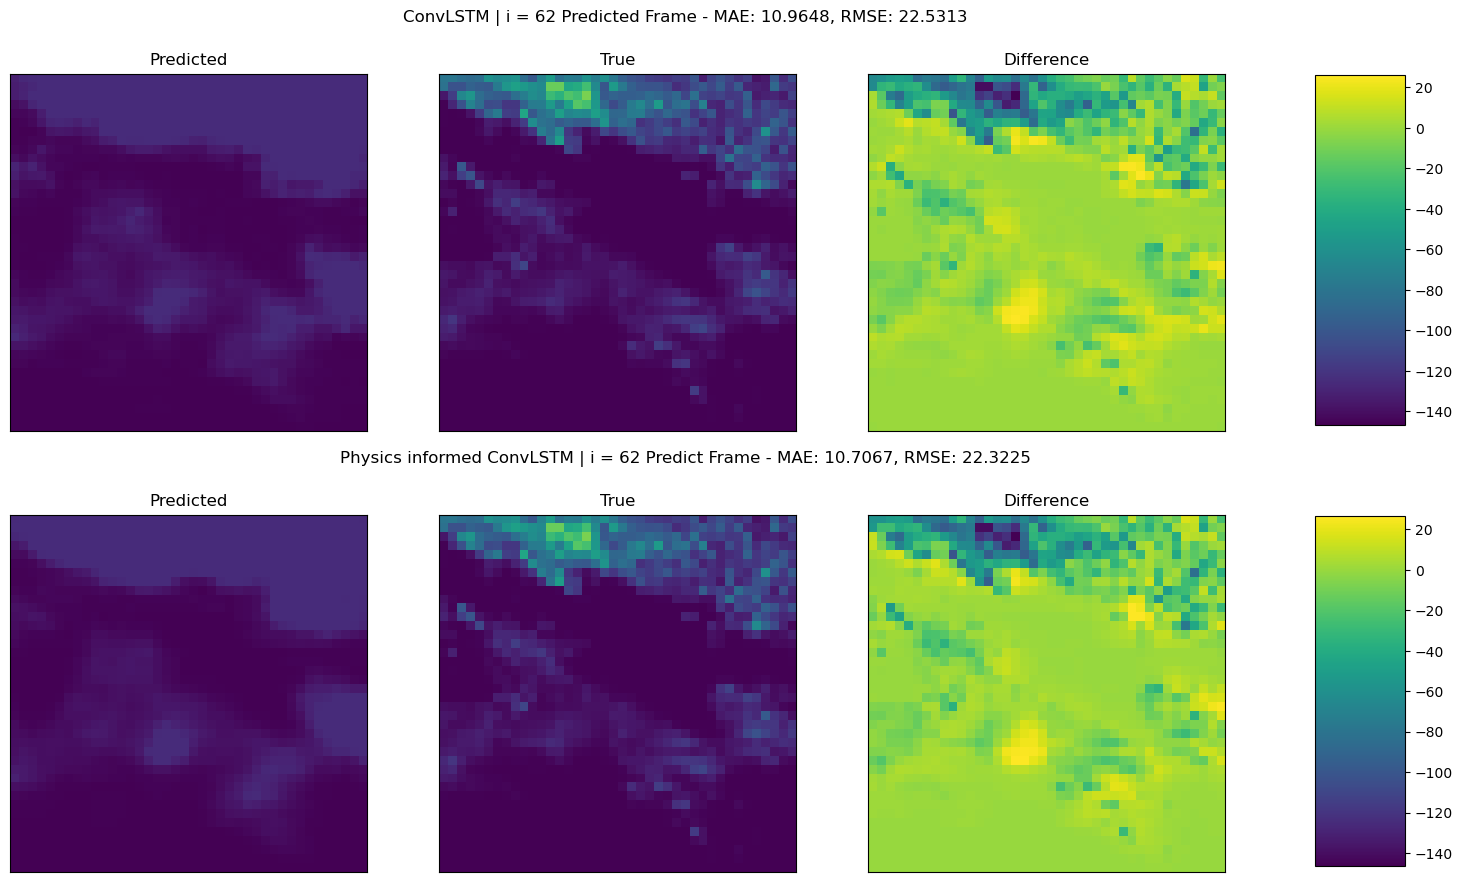 ConvLSTM | i = 62 Predicted Frame - MAE: 10.9648, RMSE: 22.5313
Predicted
True
Difference
20
0
−20
−40
−60
−80
−100
−120
−140
Physics informed ConvLSTM | i = 62 Predict Frame - MAE: 10.7067, RMSE: 22.3225
Predicted
True
Difference
20
0
−20
−40
−60
−80
−100
−120
−140